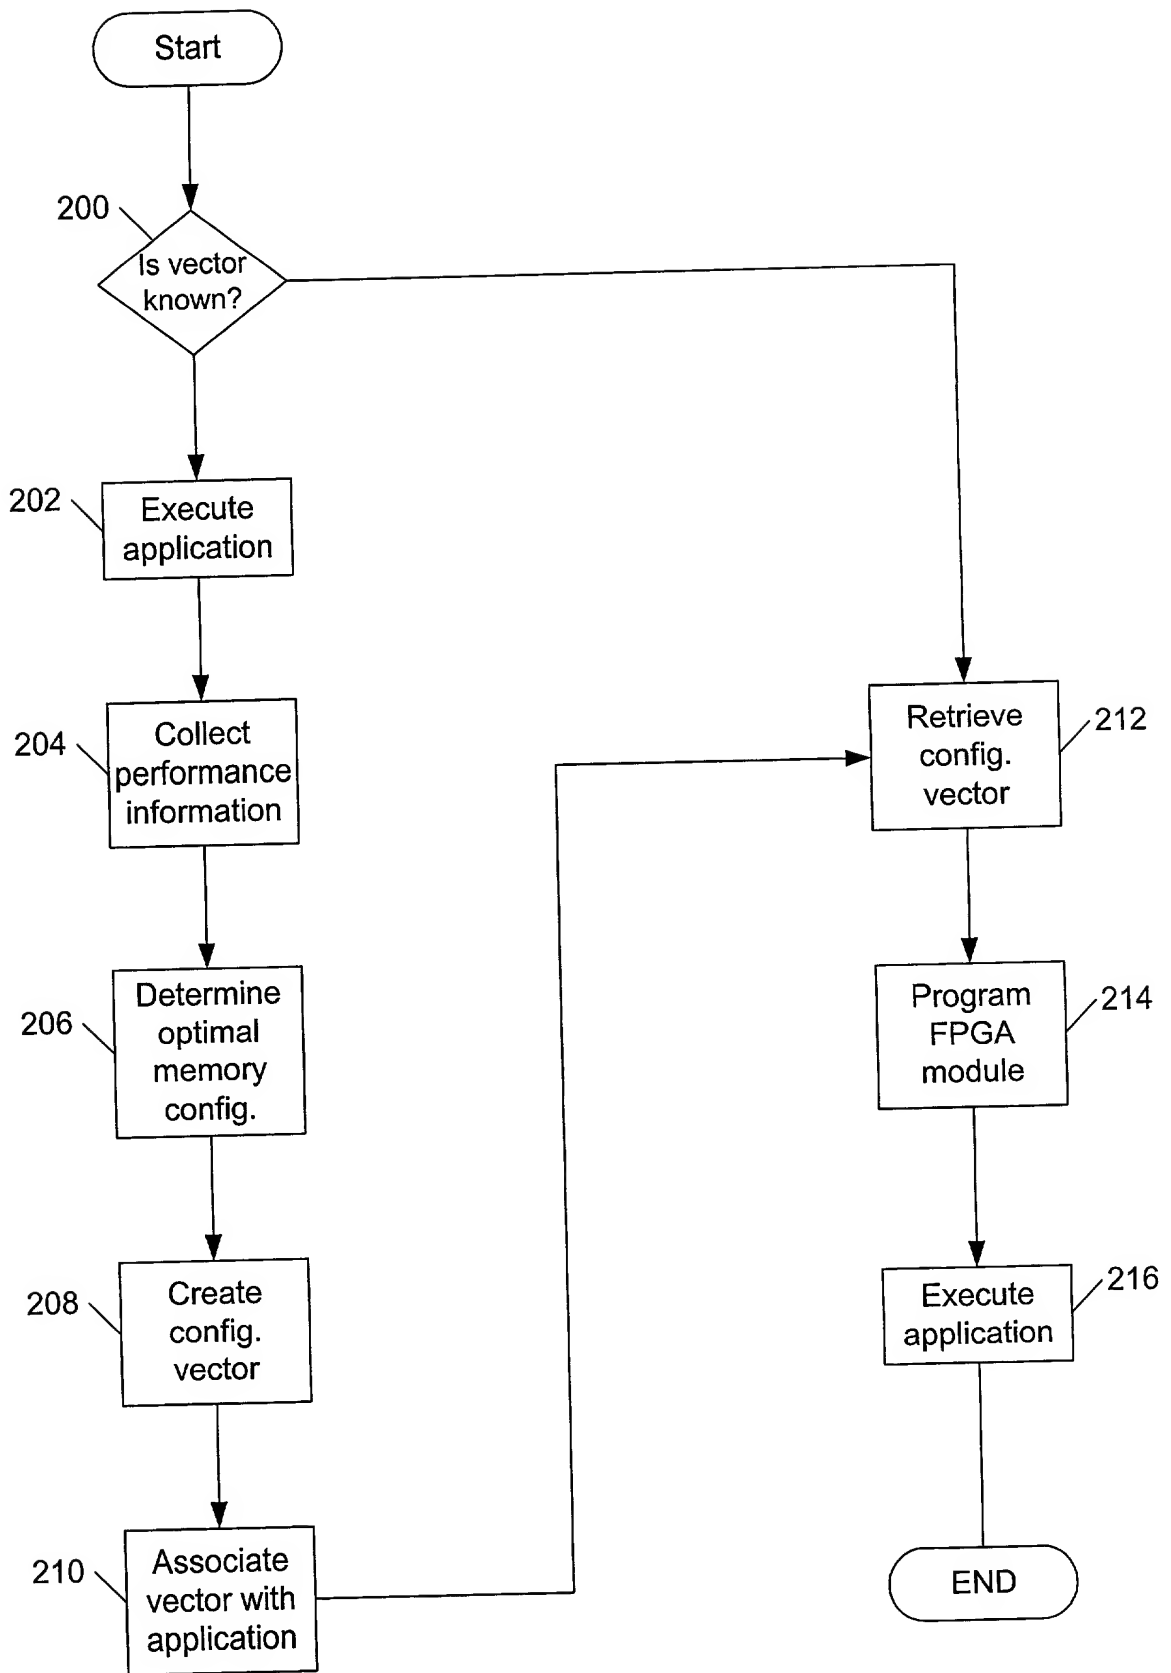 Start
200
Is vector
known?
202
Execute
application
204
Collect
performance
information
206
Determine
optimal
memory
config.
208
Create
config.
vector
210
Associate
vector with
application
Retrieve
config.
vector
212
Program
FPGA
module
214
Execute
application
216
END